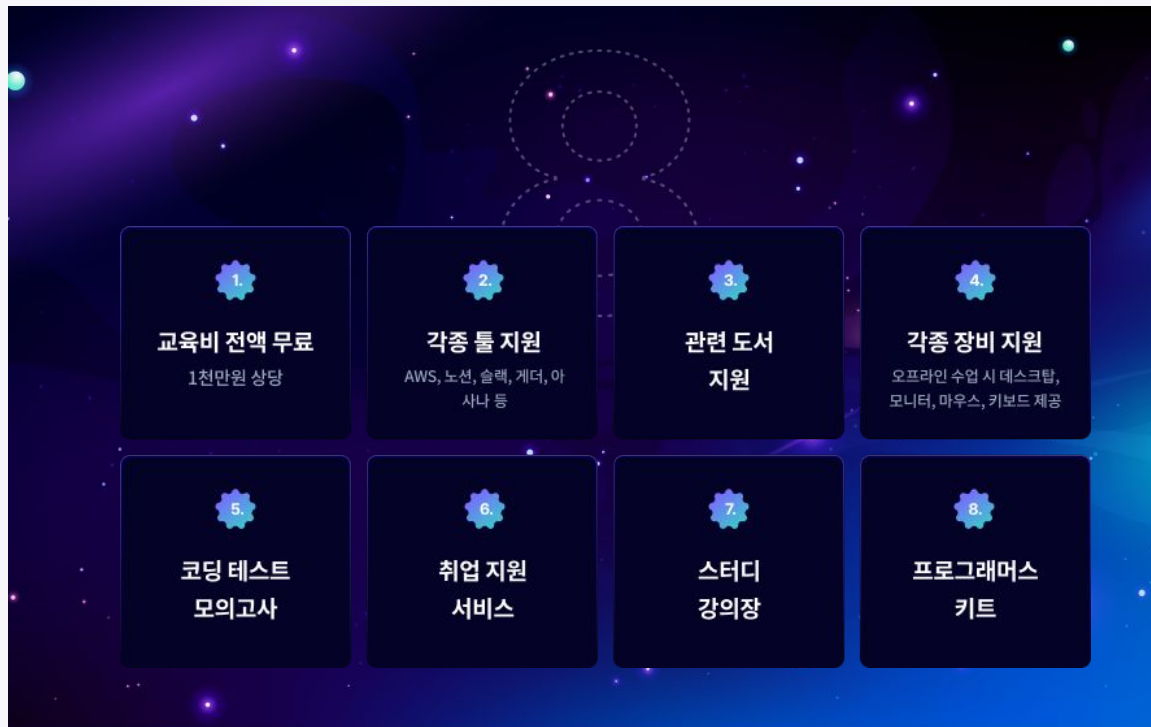 8
1.
교육비 전액 무료
1천만원 상당
2.
각종 툴 지원
AWS, 노션, 슬랙, 게더, 아
사나 등
3.
관련 도서
지원
4.
각종 장비 지원
오프라인 수업 시 데스크탑,
모니터, 마우스, 키보드 제공
5.
코딩 테스트
모의고사
6.
취업 지원
서비스
7.
스터디
강의장
8.
프로그래머스
키트